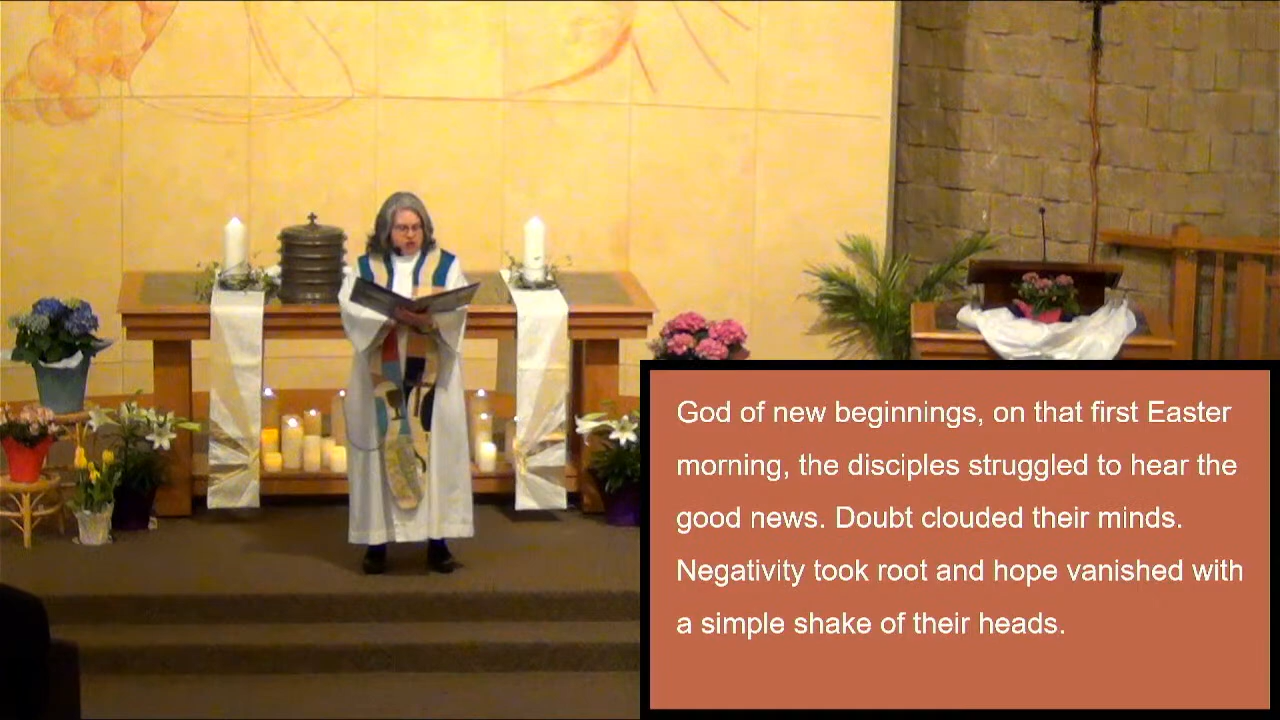 God of new beginnings, on that first Easter
morning, the disciples struggled to hear the
good news. Doubt clouded their minds.
Negativity took root and hope vanished with
a simple shake of their heads.